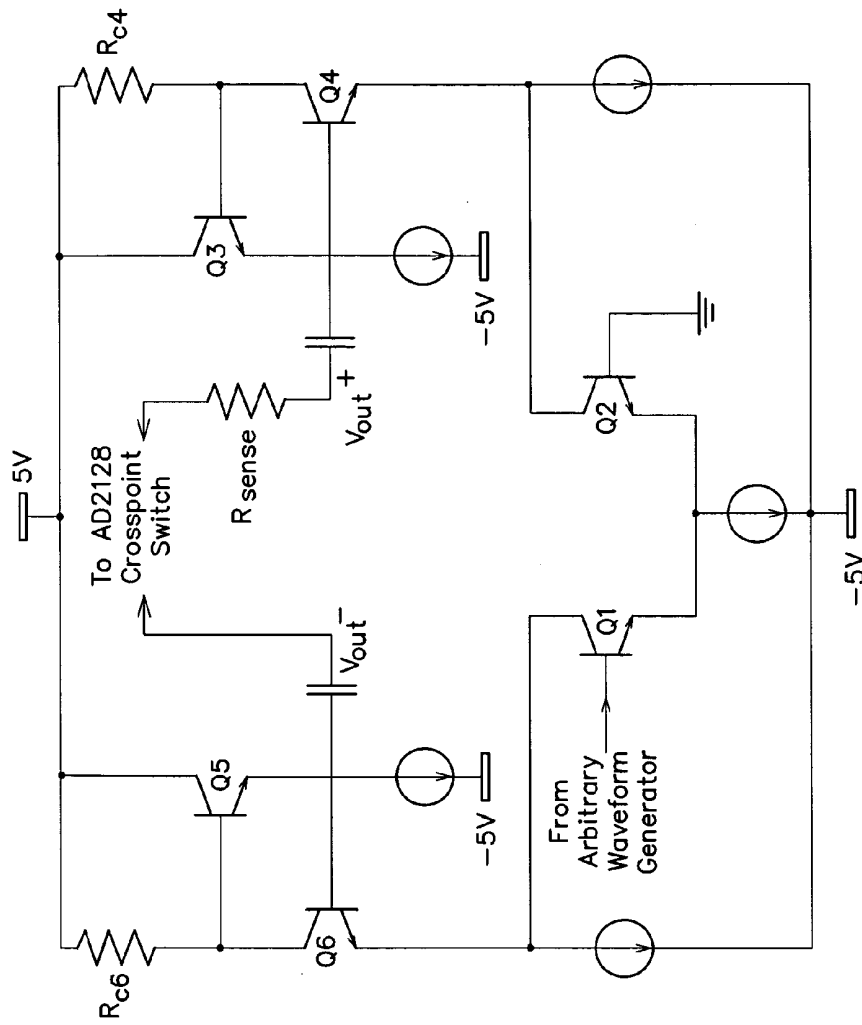 5V
R_C6
R_C4
To AD2128
Crosspoint
Switch
Q5
Q3
R_sense
Q6
Q4
V_out^-
V_out^+
-5V
-5V
From
Arbitrary
Waveform
Generator
Q1
Q2
-5V